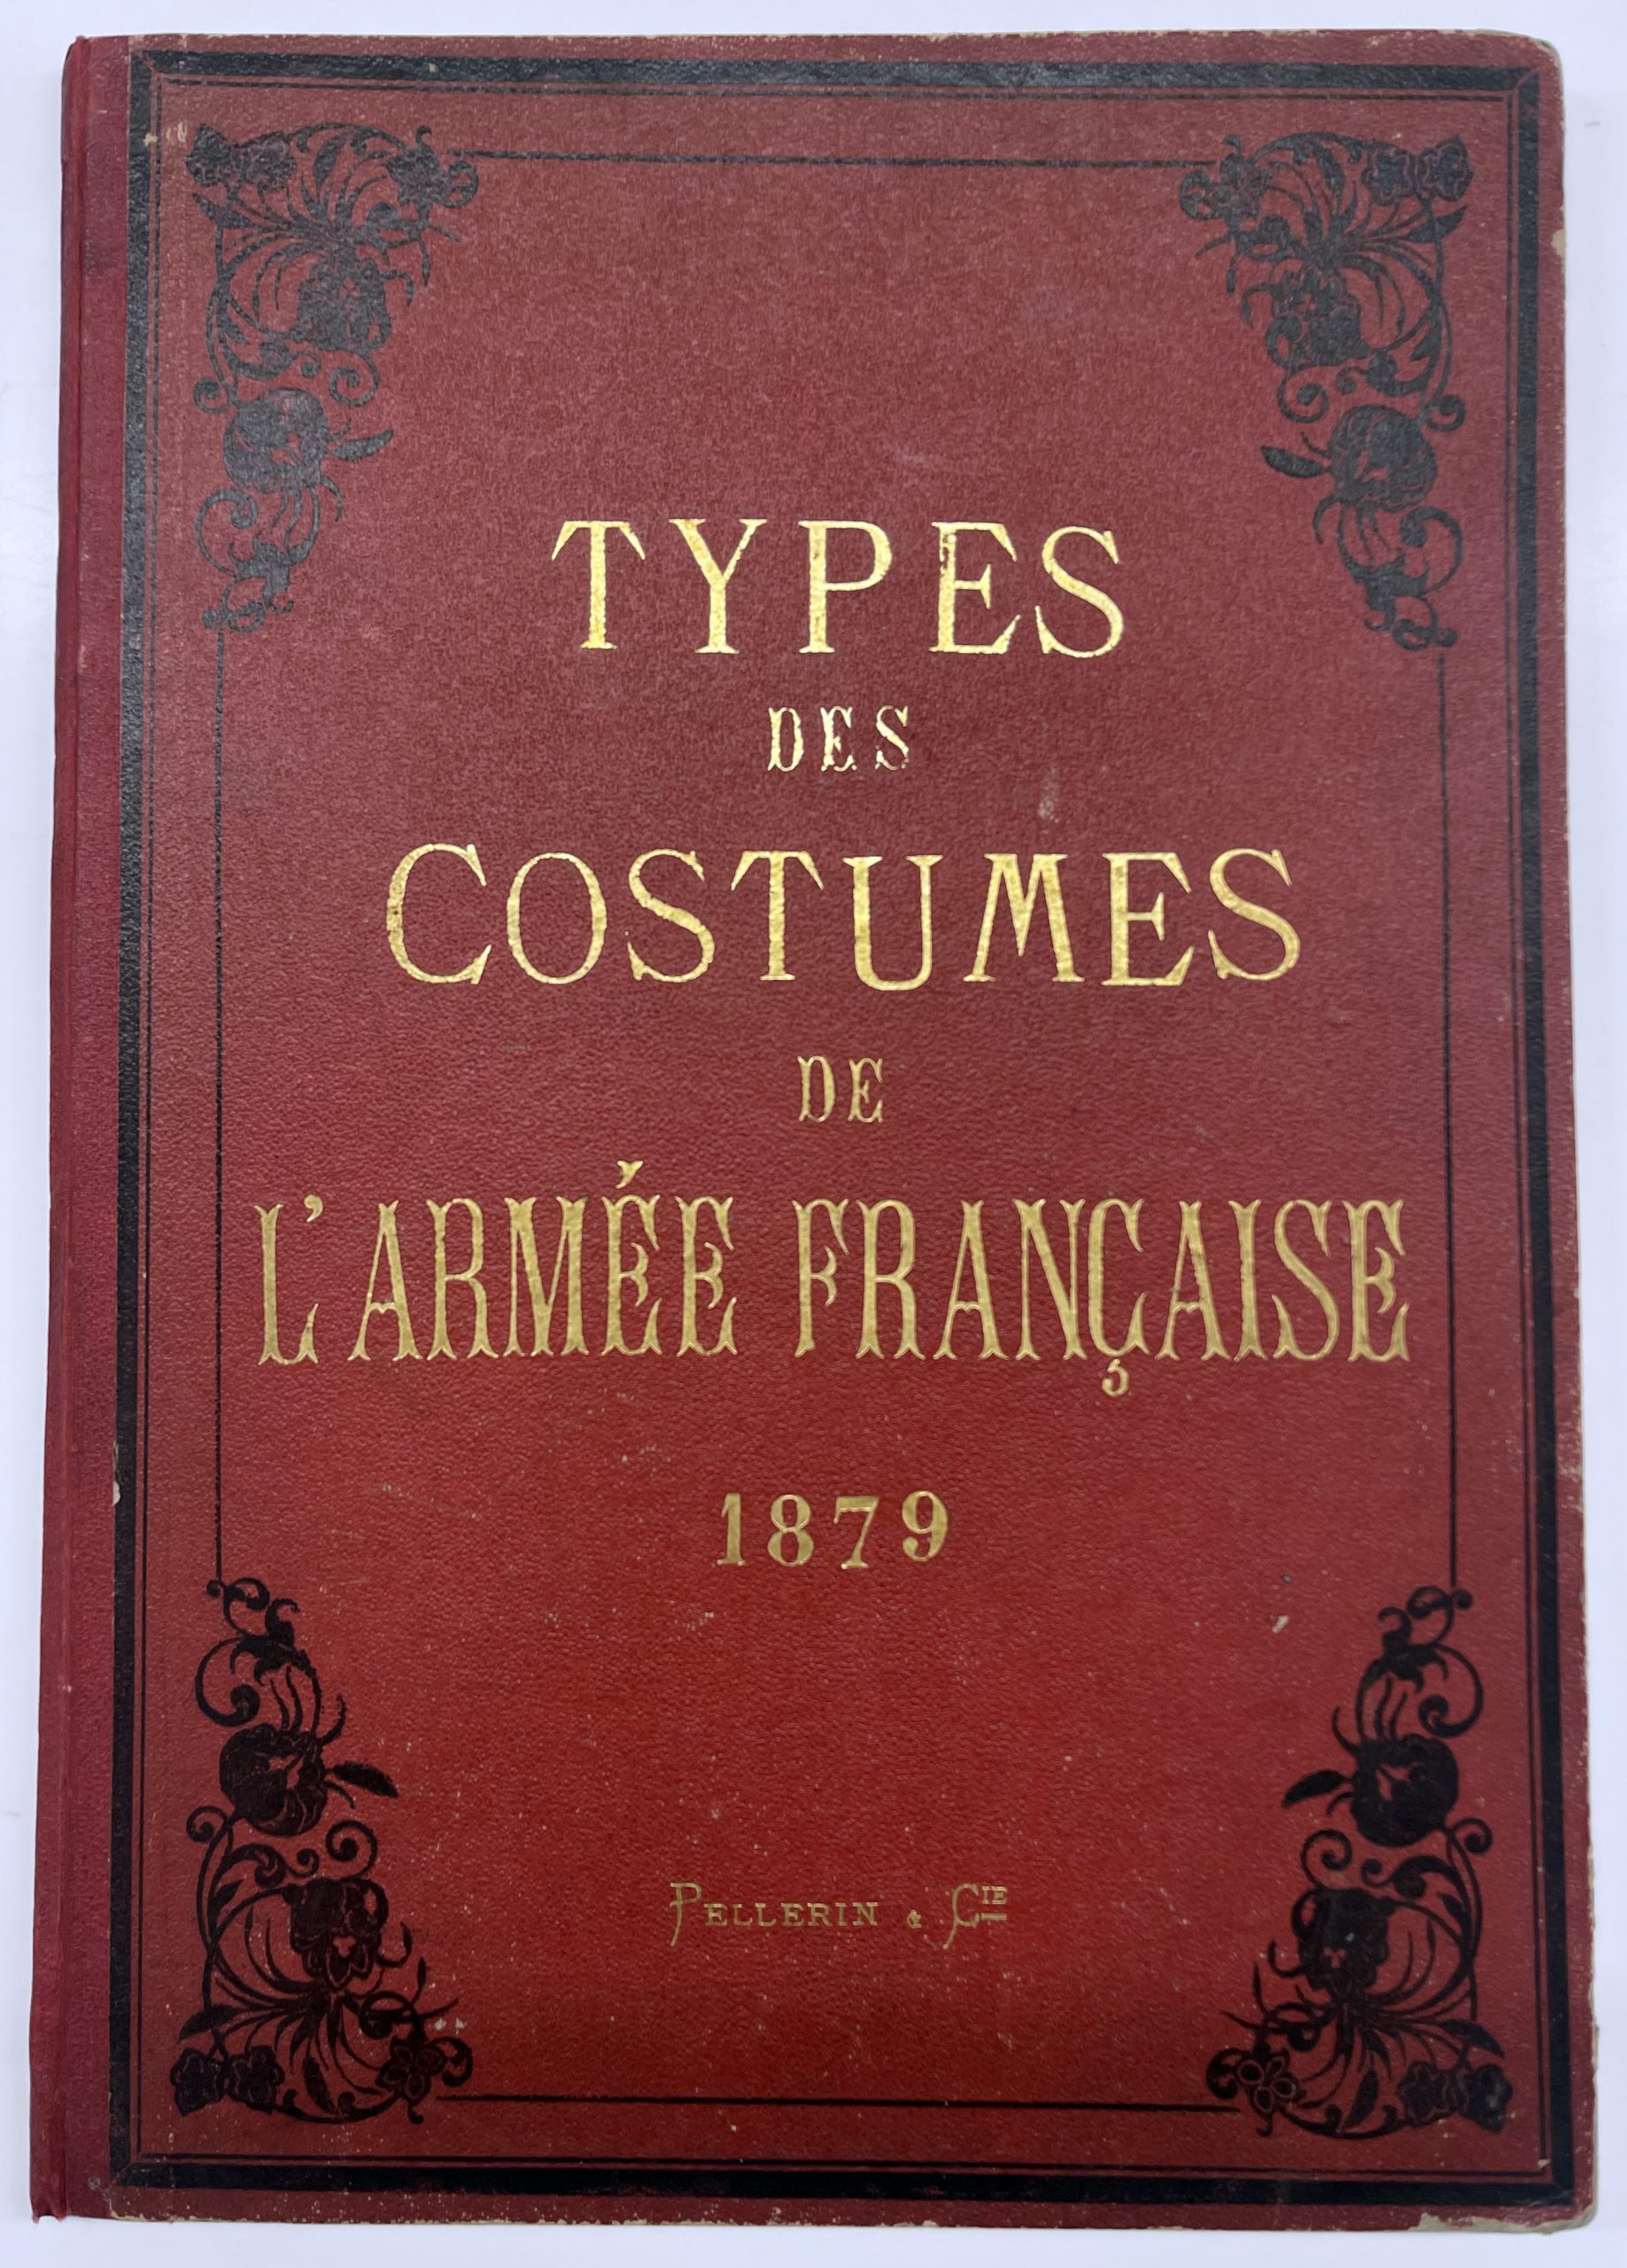 TYPES
DES
COSTUMES
DE
L'ARMÉE FRANÇAISE
1879
PELLERIN & CIE